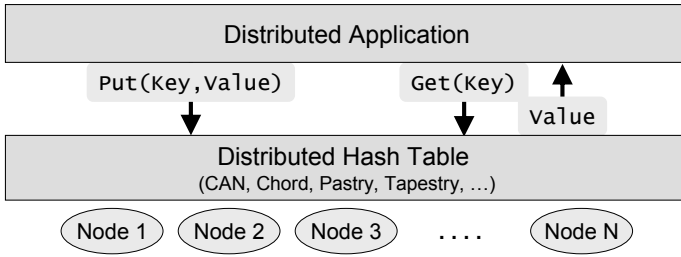 Distributed Application
Put(Key,Value) Get(Key)
Value
Distributed Hash Table
(CAN, Chord, Pastry, Tapestry, …)
Node 1 Node 2 Node 3 .... Node N